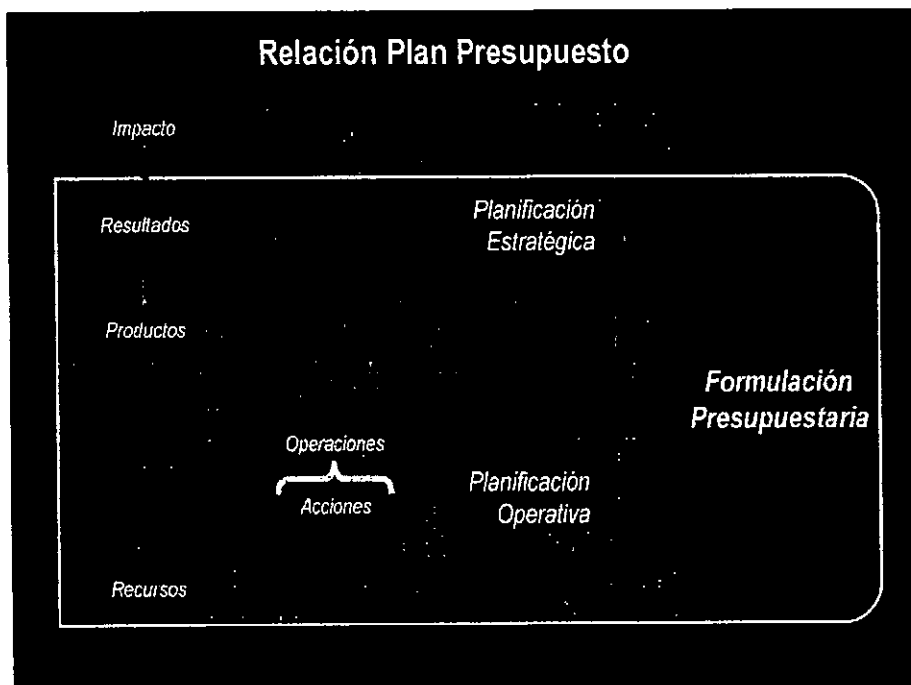 Relación Plan Presupuesto
Impacto
Resultados
Planificación
Estratégica
Productos
Formulación
Presupuestaria
Operaciones
Acciones
Planificación
Operativa
Recursos